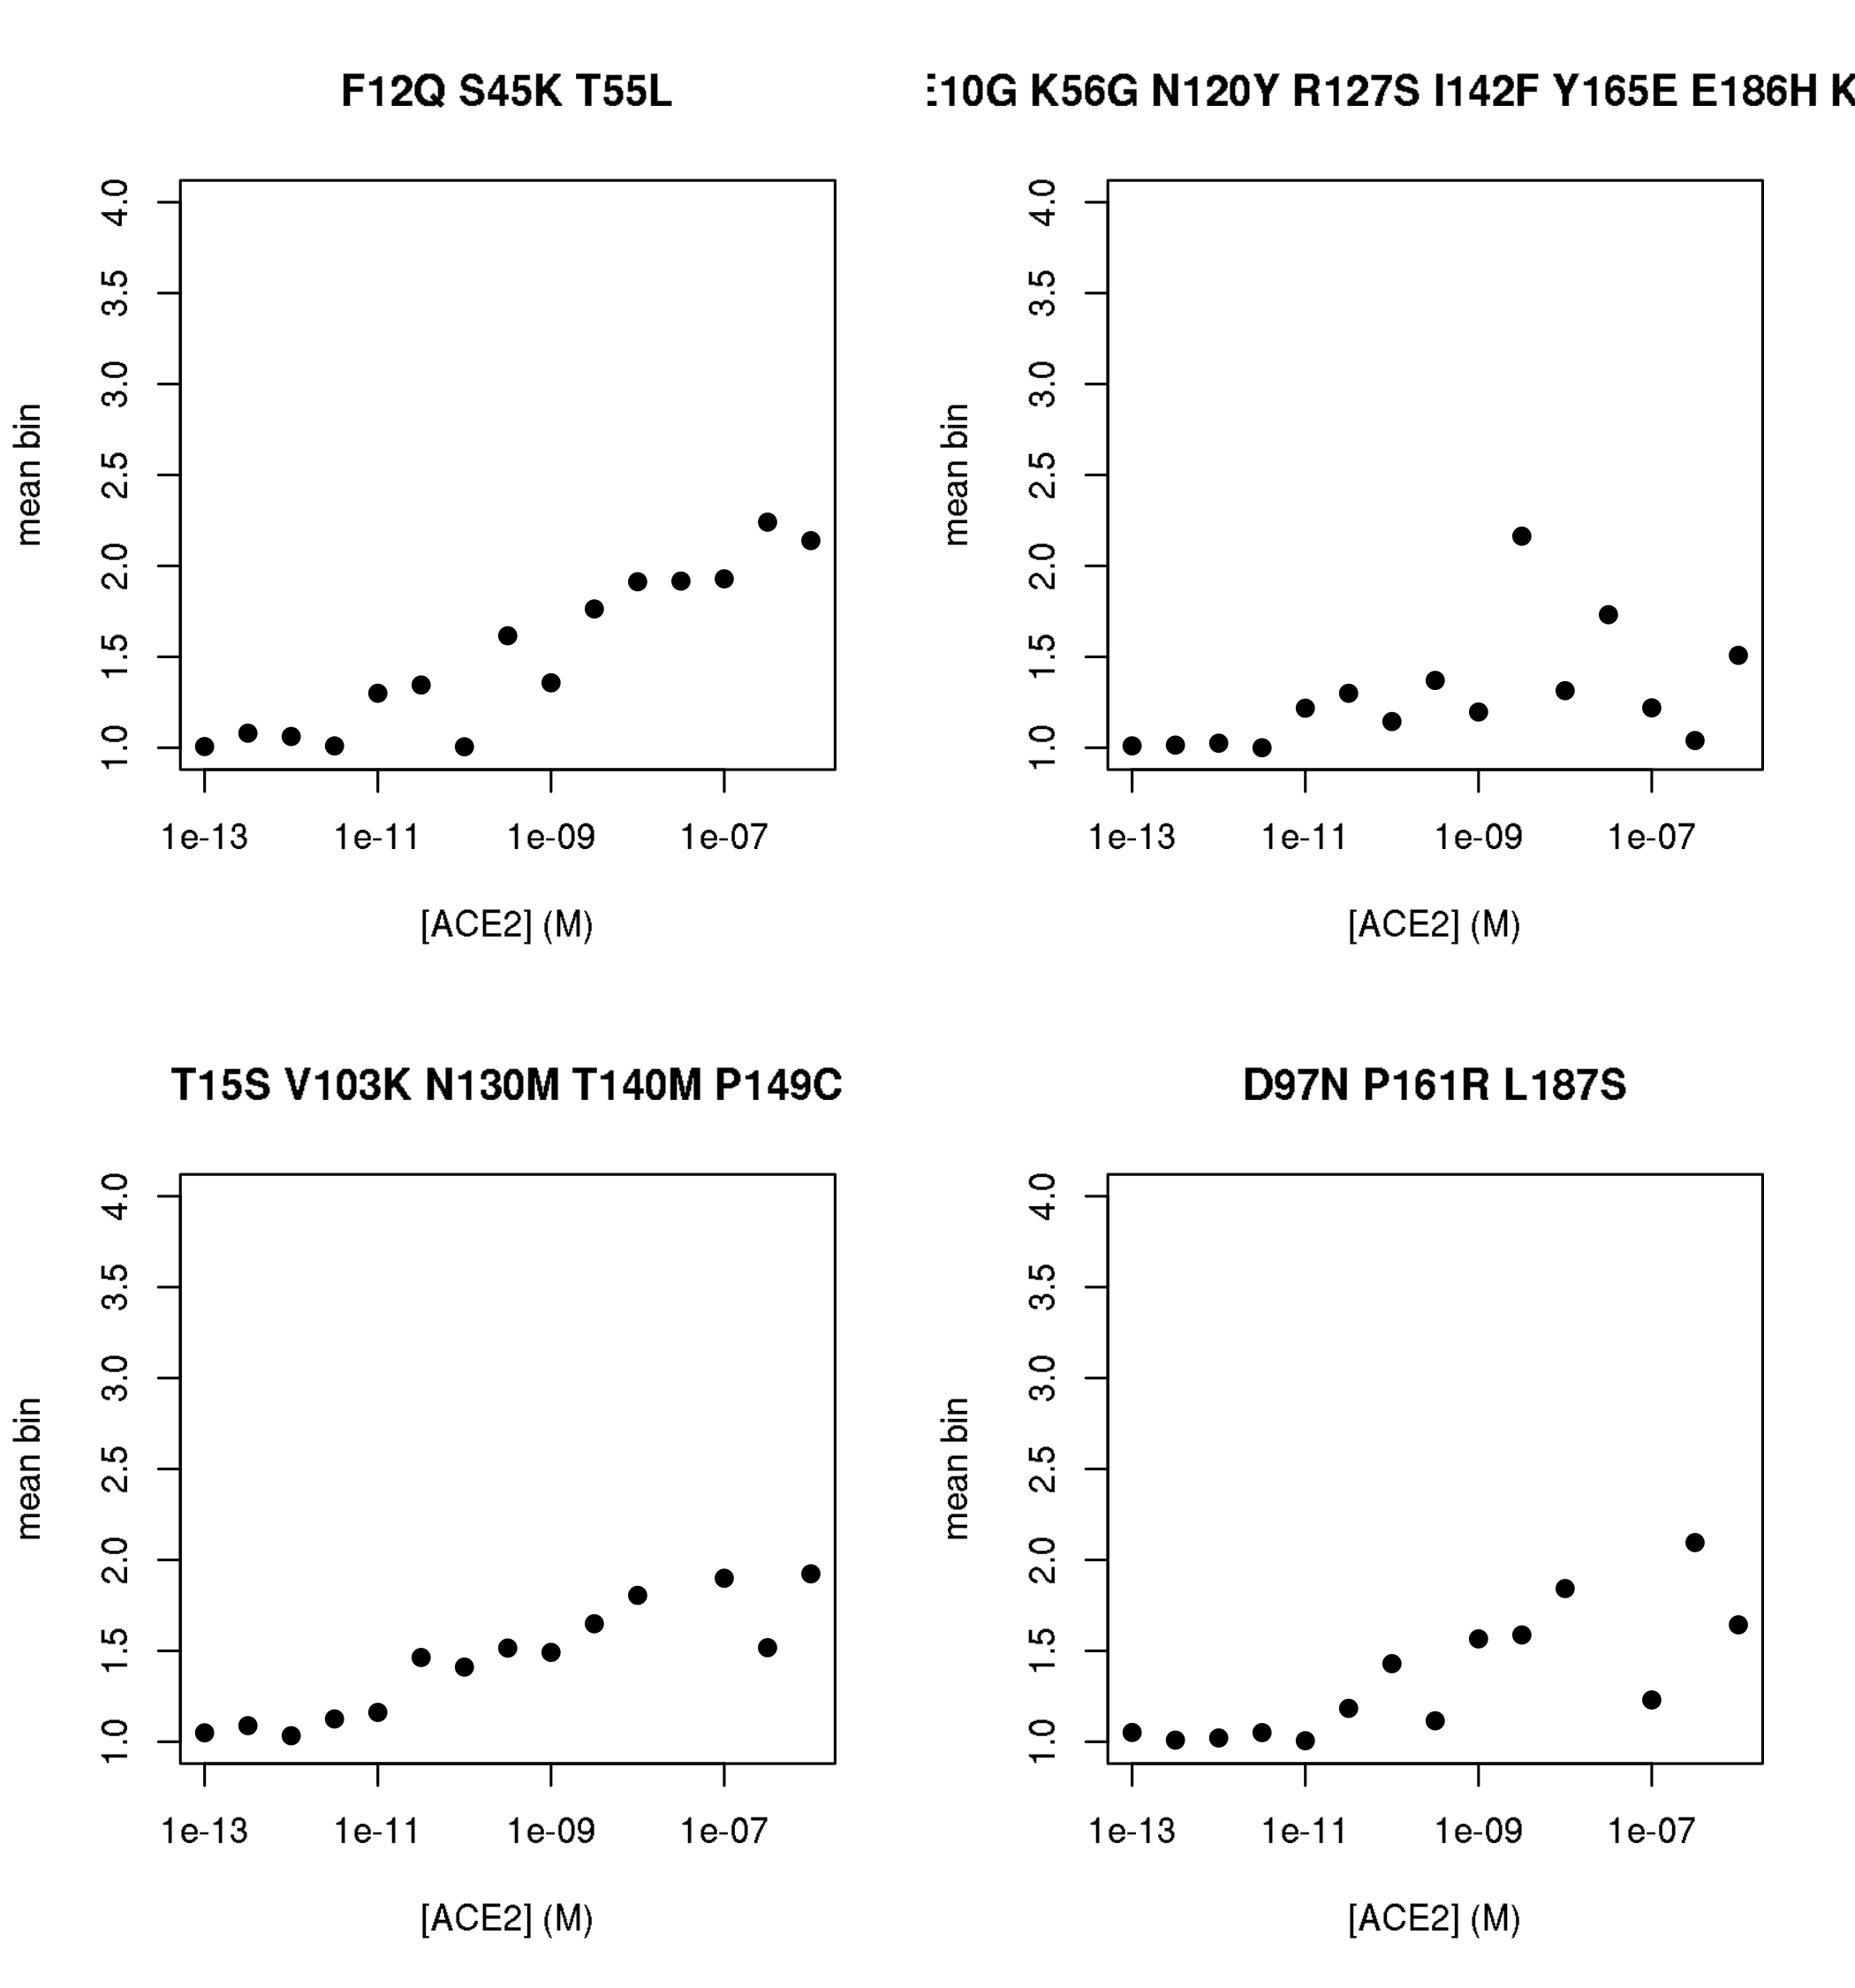 F12Q S45K T55L
10G K56G N120Y R127S I142F Y165E E186H K
4.0
3.5
3.0
2.5
2.0
1.5
1.0
mean bin
1e-13 1e-11 1e-09 1e-07
[ACE2] (M)
4.0
3.5
3.0
2.5
2.0
1.5
1.0
mean bin
1e-13 1e-11 1e-09 1e-07
[ACE2] (M)
T15S V103K N130M T140M P149C
D97N P161R L187S
4.0
3.5
3.0
2.5
2.0
1.5
1.0
mean bin
1e-13 1e-11 1e-09 1e-07
[ACE2] (M)
4.0
3.5
3.0
2.5
2.0
1.5
1.0
mean bin
1e-13 1e-11 1e-09 1e-07
[ACE2] (M)